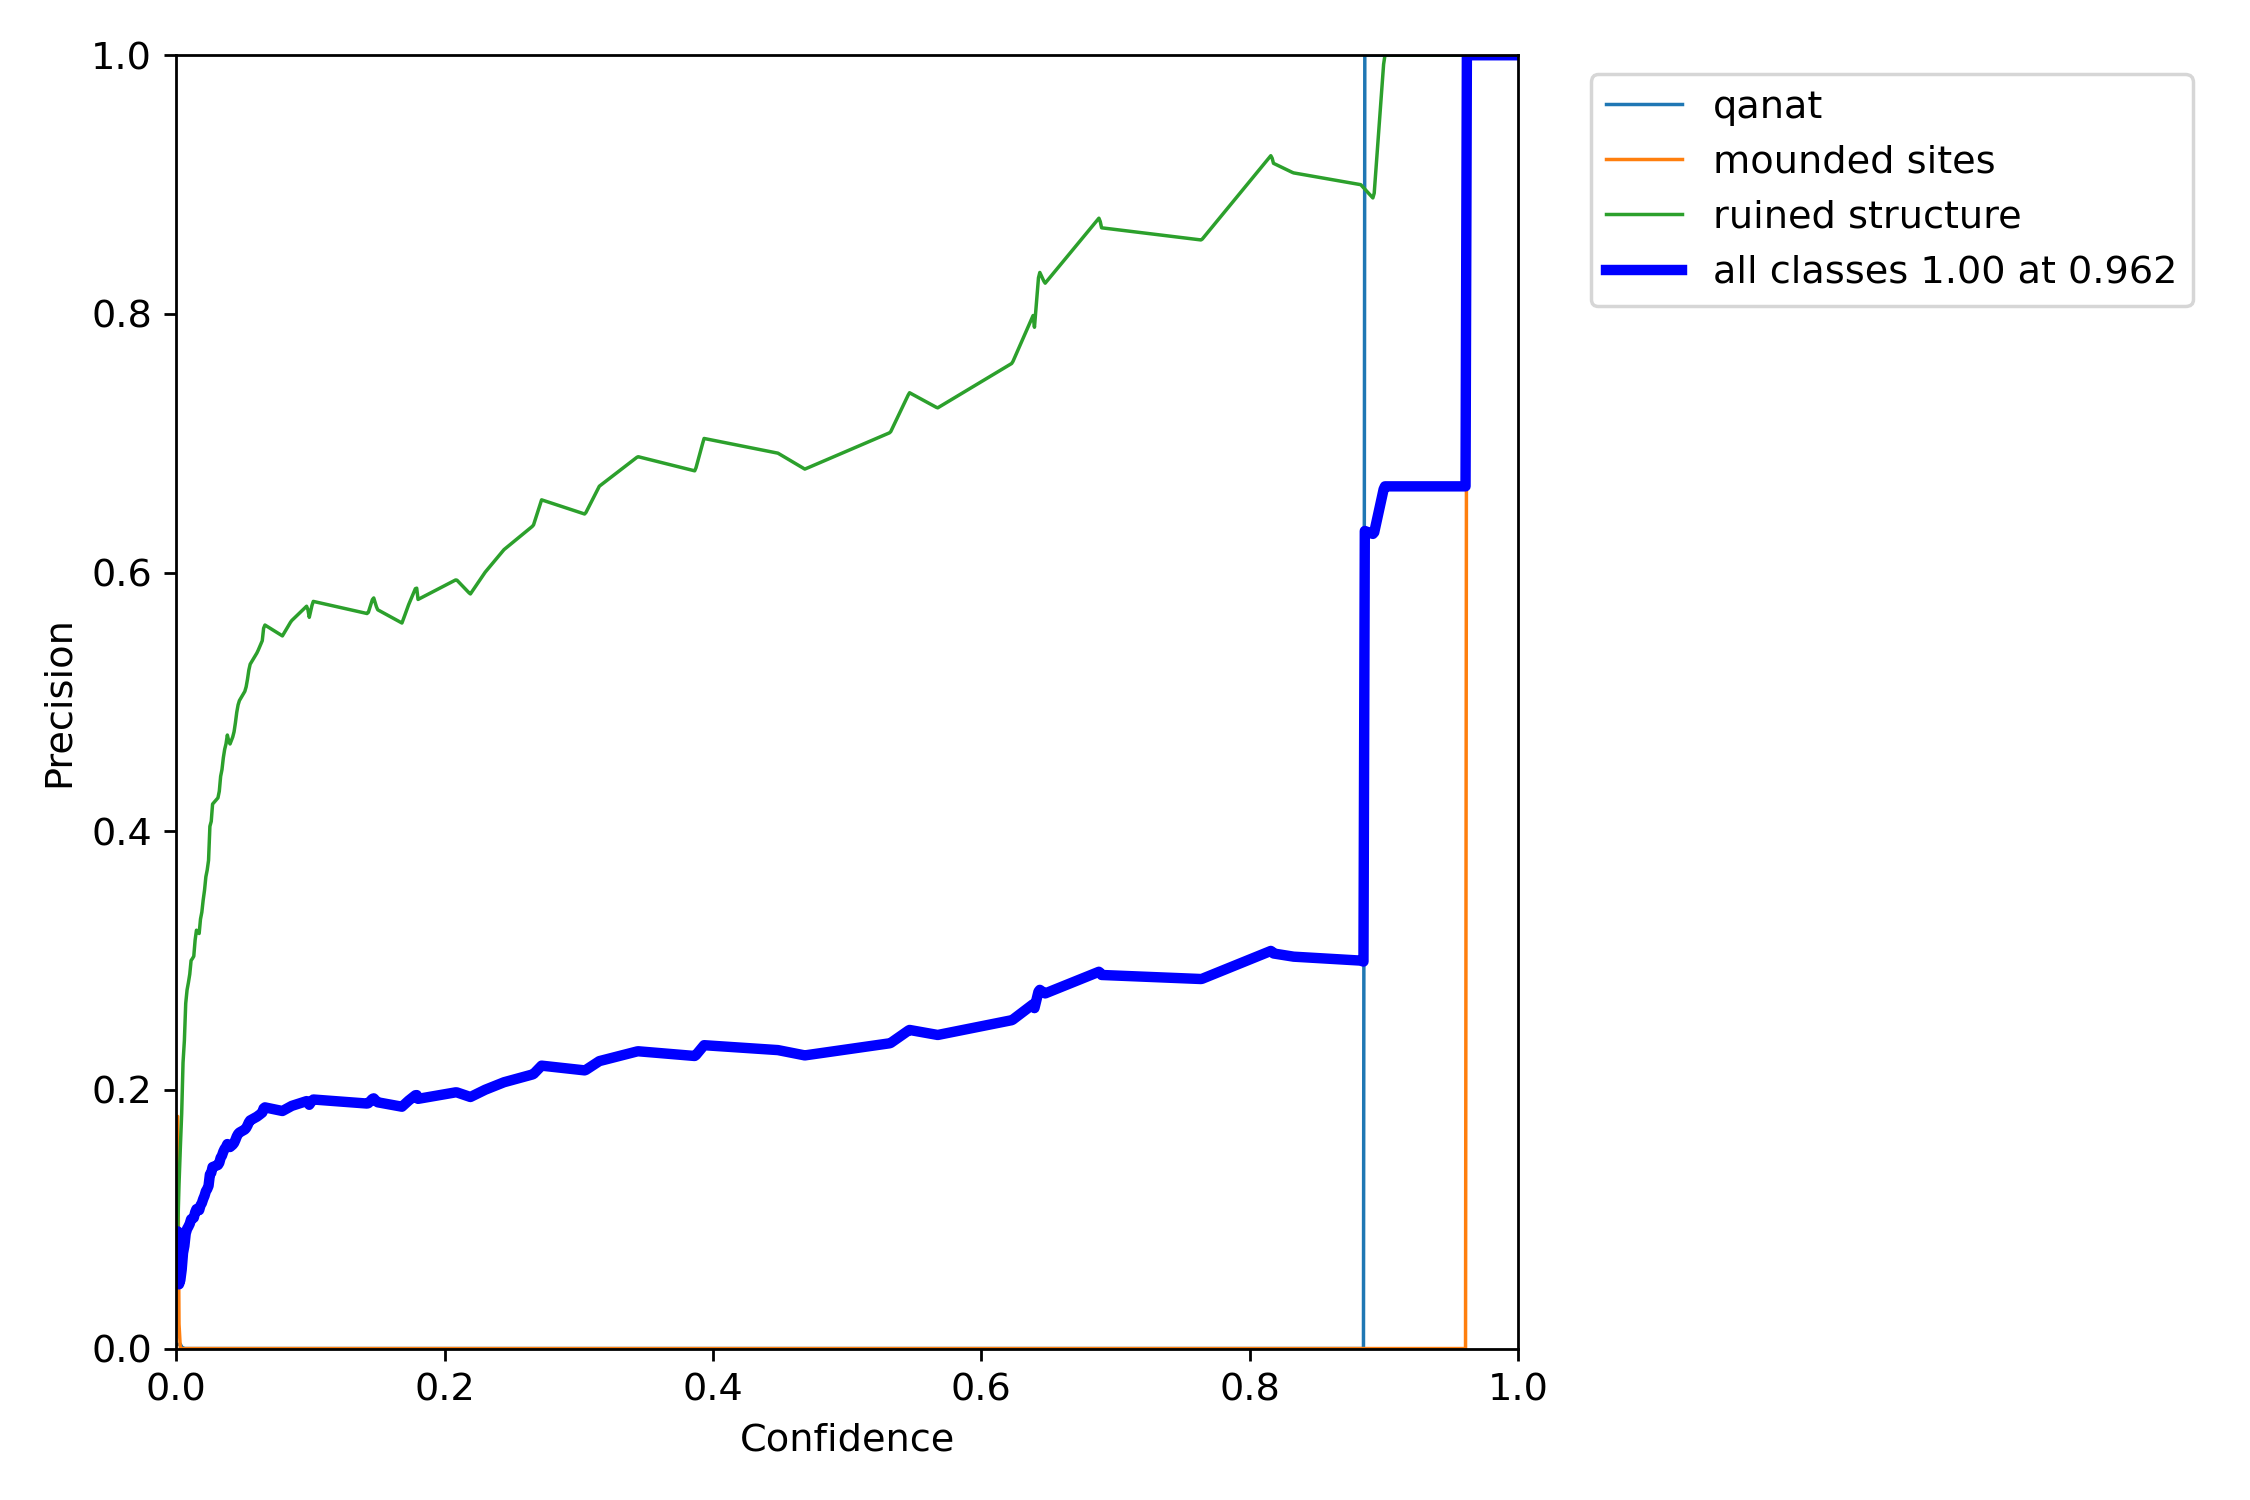 1.0
0.8
0.6
0.4
0.2
0.0
Precision
0.0 0.2 0.4 0.6 0.8 1.0
Confidence
qanat
mounded sites
ruined structure
all classes 1.00 at 0.962